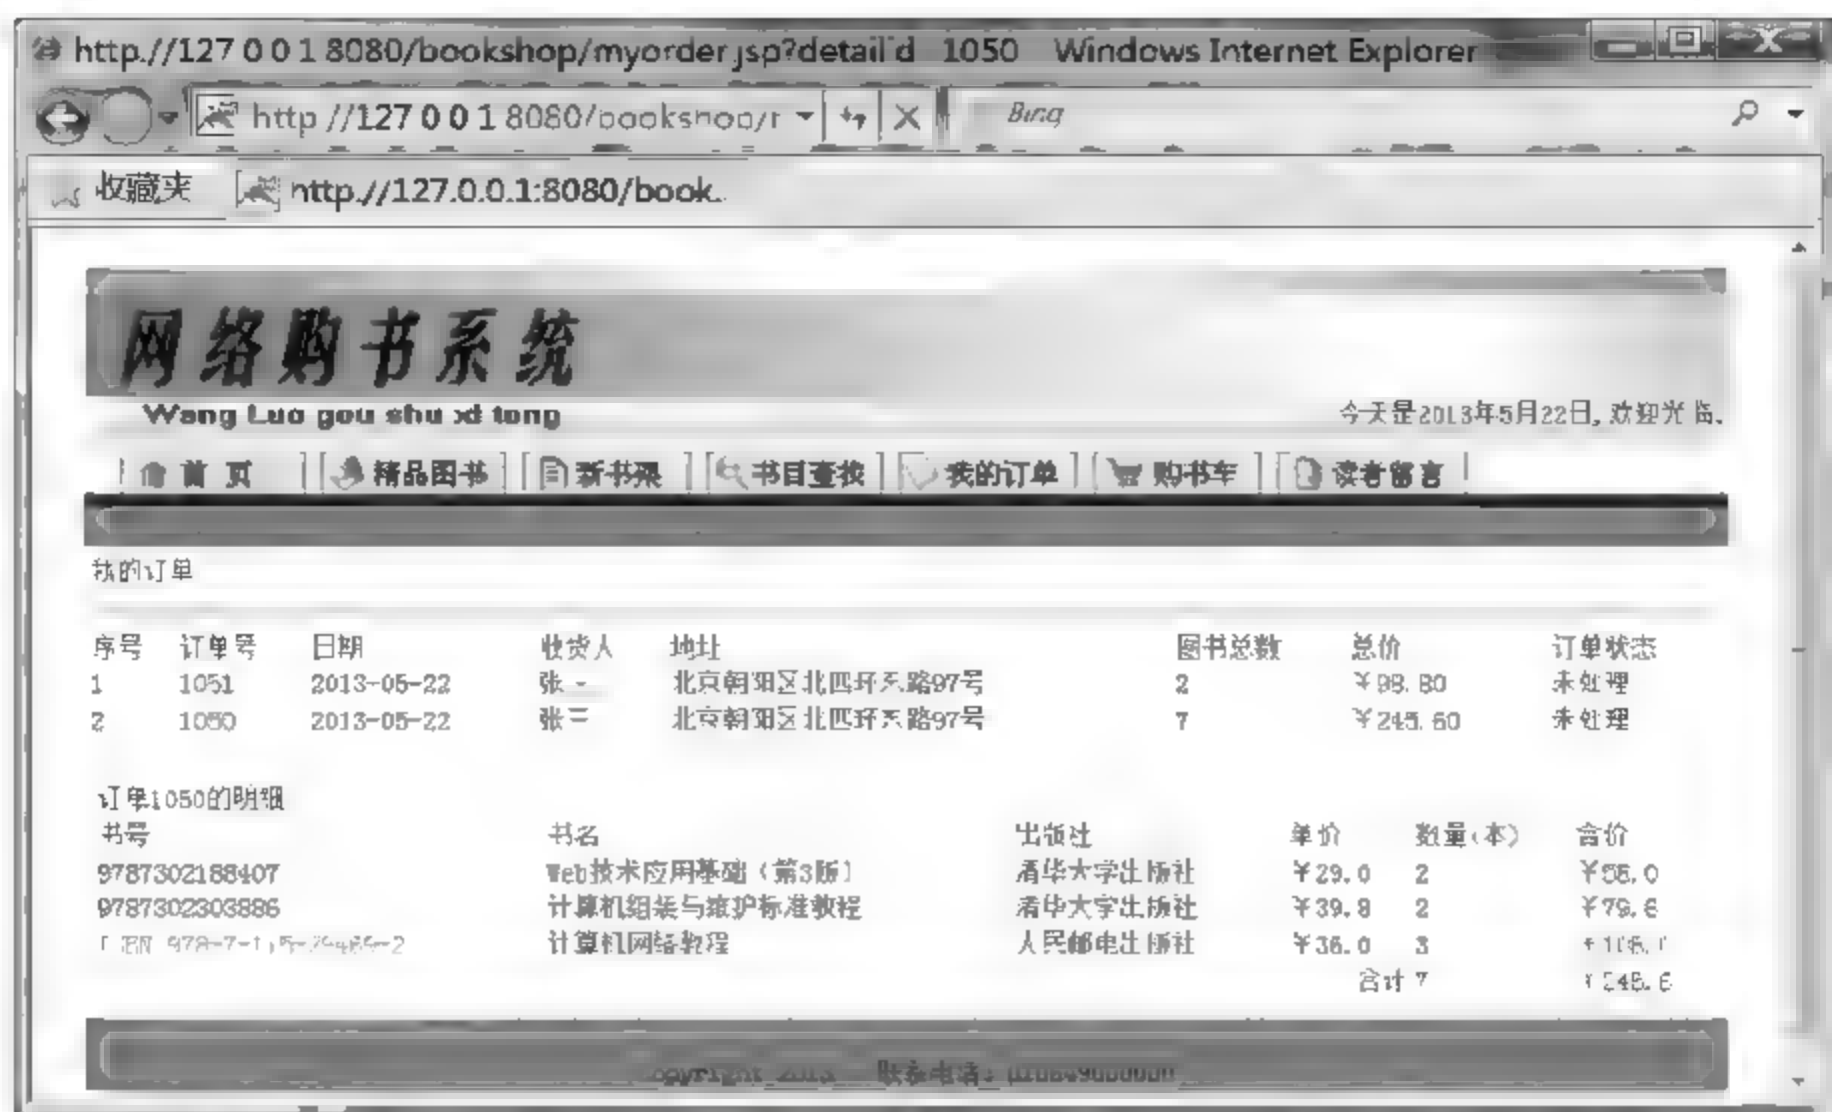 http://127 0 0 1 8080/bookshop/myorder.jsp?detailid 1050 Windows Internet Explorer
http //127 0 0 1 8080/bookshop/r Bing
收藏夹 http://127.0.0.1:8080/book..
网络购书系统
Wang Luo gou shu xi tong
今天是2013年5月22日, 欢迎光临.
首页 精品图书 新书架 书目查找 我的订单 购书车 读者留言
我的订单
序号 订单号 日期 收货人 地址 图书总数 总价 订单状态
1 1051 2013-05-22 张 北京朝阳区北四环东路97号 2 ￥98.80 未处理
2 1050 2013-05-22 张三 北京朝阳区北四环东路97号 7 ￥245.60 未处理
订单1050的明细
书号 书名 出版社 单价 数量(本) 合价
9787302188407 Web技术应用基础（第3版） 清华大学出版社 ￥29.0 2 ￥58.0
9787302303886 计算机组装与维护标准教程 清华大学出版社 ￥39.8 2 ￥79.6
计算机网络教程 人民邮电出版社 ￥36.0 3
合计 7 245.6
Copyright 2013 联系电话: